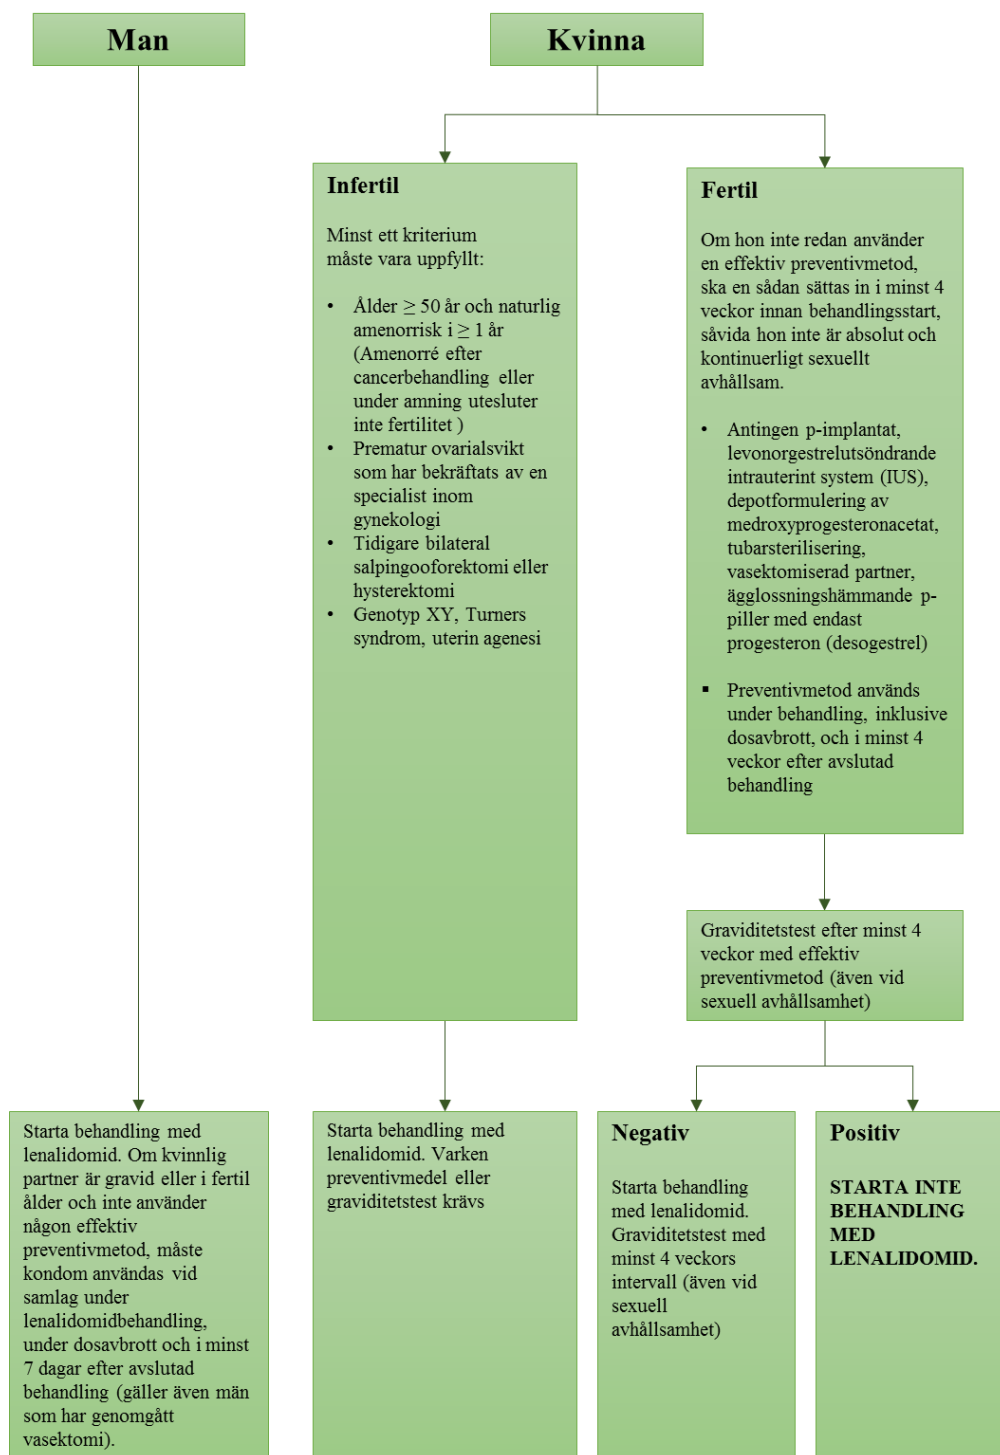 Man
Kvinna
Infertil
Minst ett kriterium
måste vara uppfyllt:
• Ålder ≥ 50 år och naturlig
amenorrisk i ≥ 1 år
(Amenorré efter
cancerbehandling eller
under amning utesluter
inte fertilitet )
• Prematur ovarialsvikt
som har bekräftats av en
specialist inom
gynekologi
• Tidigare bilateral
salpingooforektomi eller
hysterektomi
• Genotyp XY, Turners
syndrom, uterin agenesi
Fertil
Om hon inte redan använder
en effektiv preventivmetod,
ska en sådan sättas in i minst 4
veckor innan behandlingsstart,
såvida hon inte är absolut och
kontinuerligt sexuellt
avhållsam.
• Antingen p-implantat,
levonorgestrelutsöndrande
intrauterint system (IUS),
depotformulering av
medroxyprogesteronacetat,
tubarsterilisering,
vasektomiserad partner,
ägglossningshämmande p-
piller med endast
progesteron (desogestrel)
▪ Preventivmetod används
under behandling, inklusive
dosavbrott, och i minst 4
veckor efter avslutad
behandling
Graviditetstest efter minst 4
veckor med effektiv
preventivmetod (även vid
sexuell avhållsamhet)
Starta behandling med
lenalidomid. Om kvinnlig
partner är gravid eller i fertil
ålder och inte använder
någon effektiv
preventivmetod, måste
kondom användas vid
samlag under
lenalidomidbehandling,
under dosavbrott och i minst
7 dagar efter avslutad
behandling (gäller även män
som har genomgått
vasektomi).
Starta behandling med
lenalidomid. Varken
preventivmedel eller
graviditetstest krävs
Negativ
Starta behandling
med lenalidomid.
Graviditetstest med
minst 4 veckors
intervall (även vid
sexuell
avhållsamhet)
Positiv
STARTA INTE
BEHANDLING
MED
LENALIDOMID.